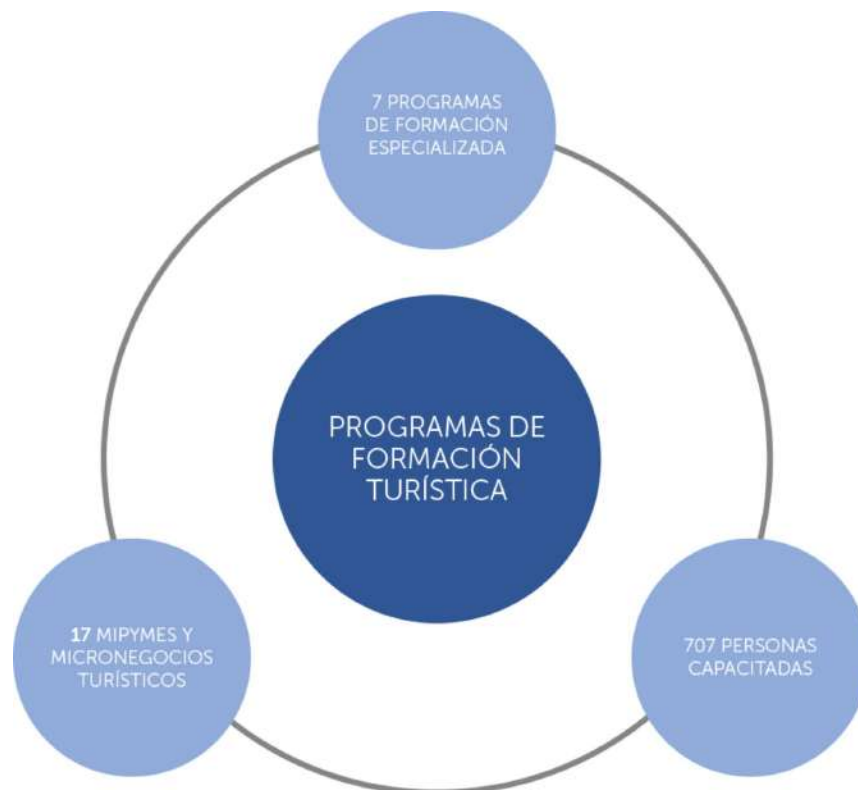 7 PROGRAMAS
DE FORMACIÓN
ESPECIALIZADA
PROGRAMAS DE
FORMACIÓN
TURÍSTICA
17 MIPYMES Y
MICRONEGOCIOS
TURÍSTICOS
707 PERSONAS
CAPACITADAS